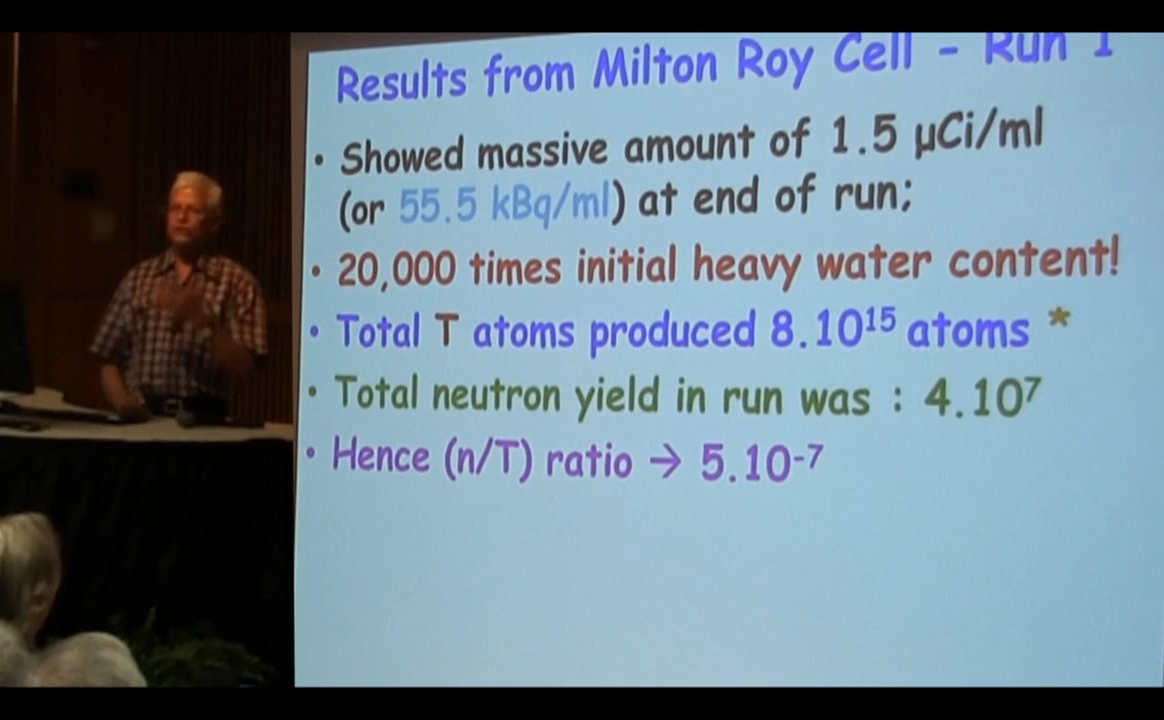 Results from Milton Roy Cell - Run 1
• Showed massive amount of 1.5 µCi/ml
(or 55.5 kBq/ml) at end of run;
• 20,000 times initial heavy water content!
• Total T atoms produced 8.10¹⁵ atoms *
• Total neutron yield in run was : 4.10⁷
• Hence (n/T) ratio → 5.10⁻⁷